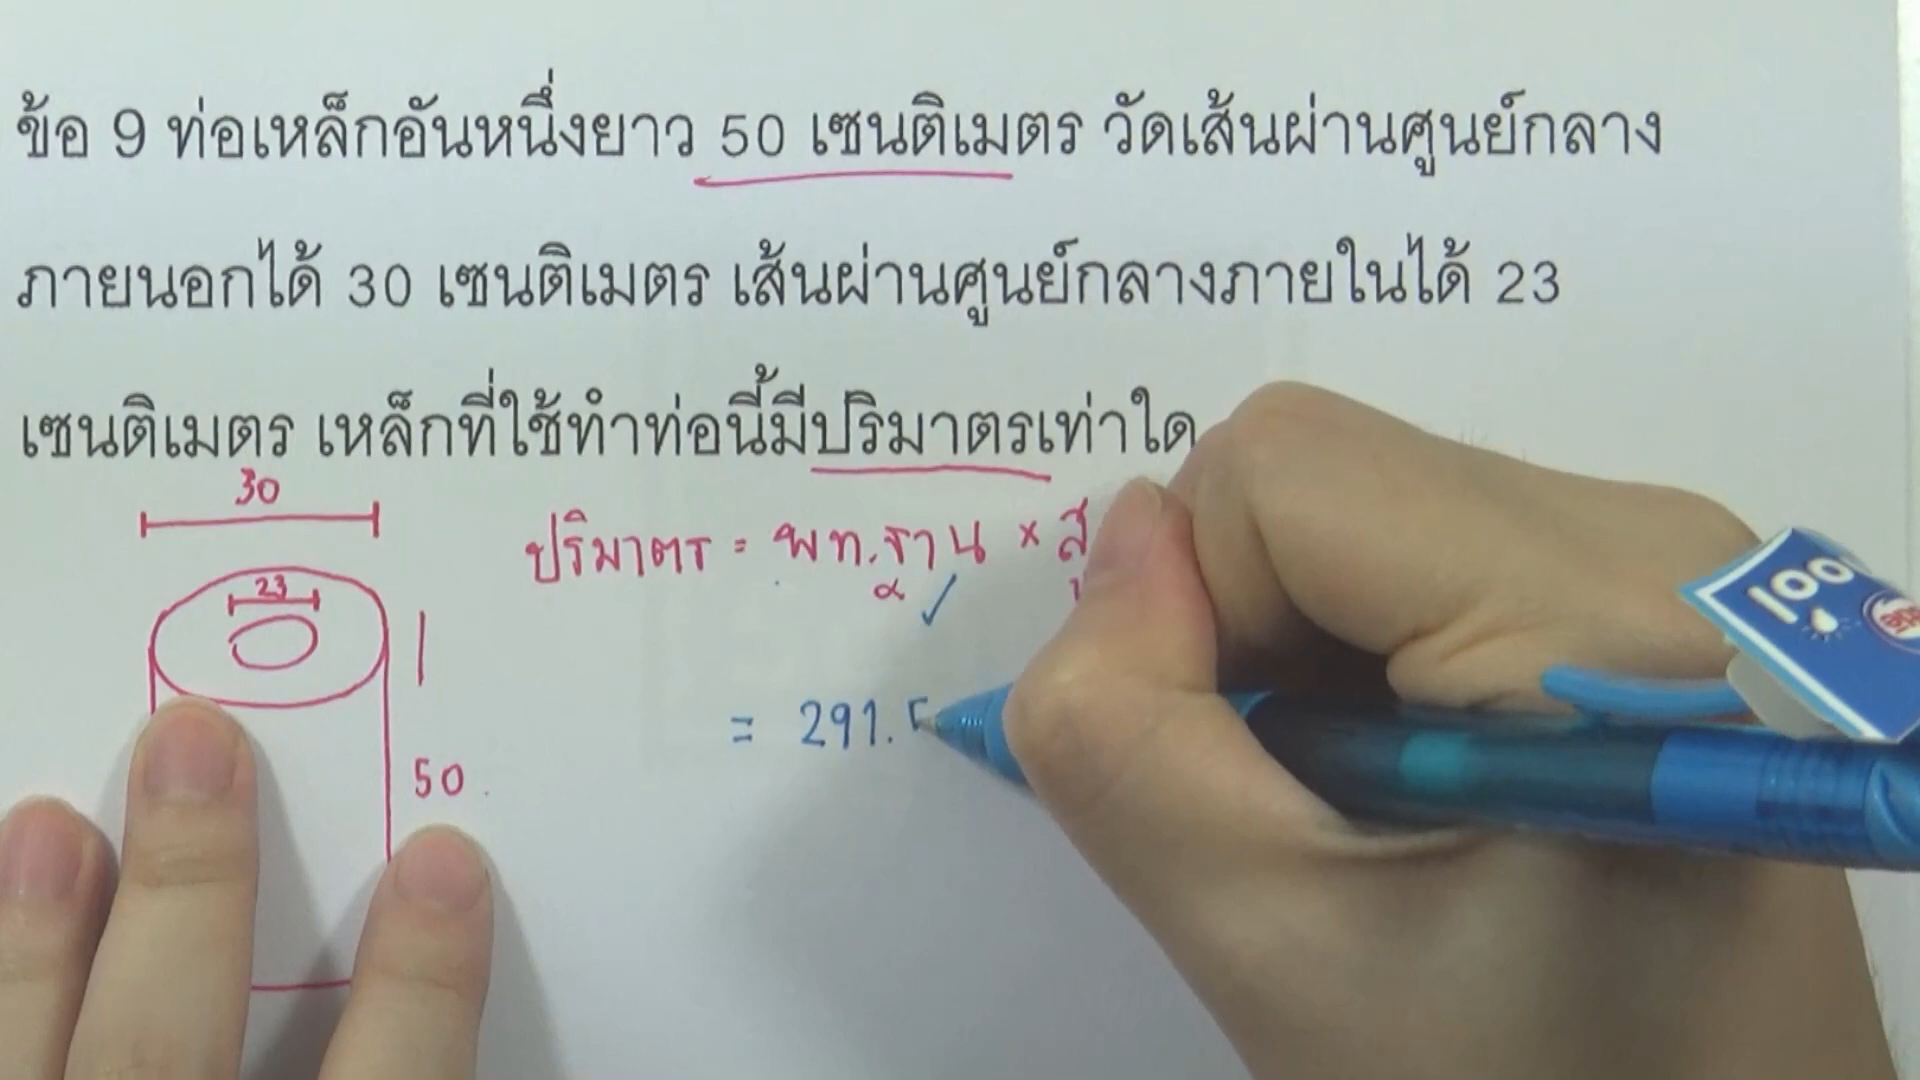 ข้อ 9 ท่อเหล็กอันหนึ่งยาว 50 เซนติเมตร วัดเส้นผ่านศูนย์กลาง
ภายนอกได้ 30 เซนติเมตร เส้นผ่านศูนย์กลางภายในได้ 23
เซนติเมตร เหล็กที่ใช้ทำท่อนี้มีปริมาตรเท่าใด
30
ปริมาตร = พท.ฐาน × สู
23
= 291.5
50
100